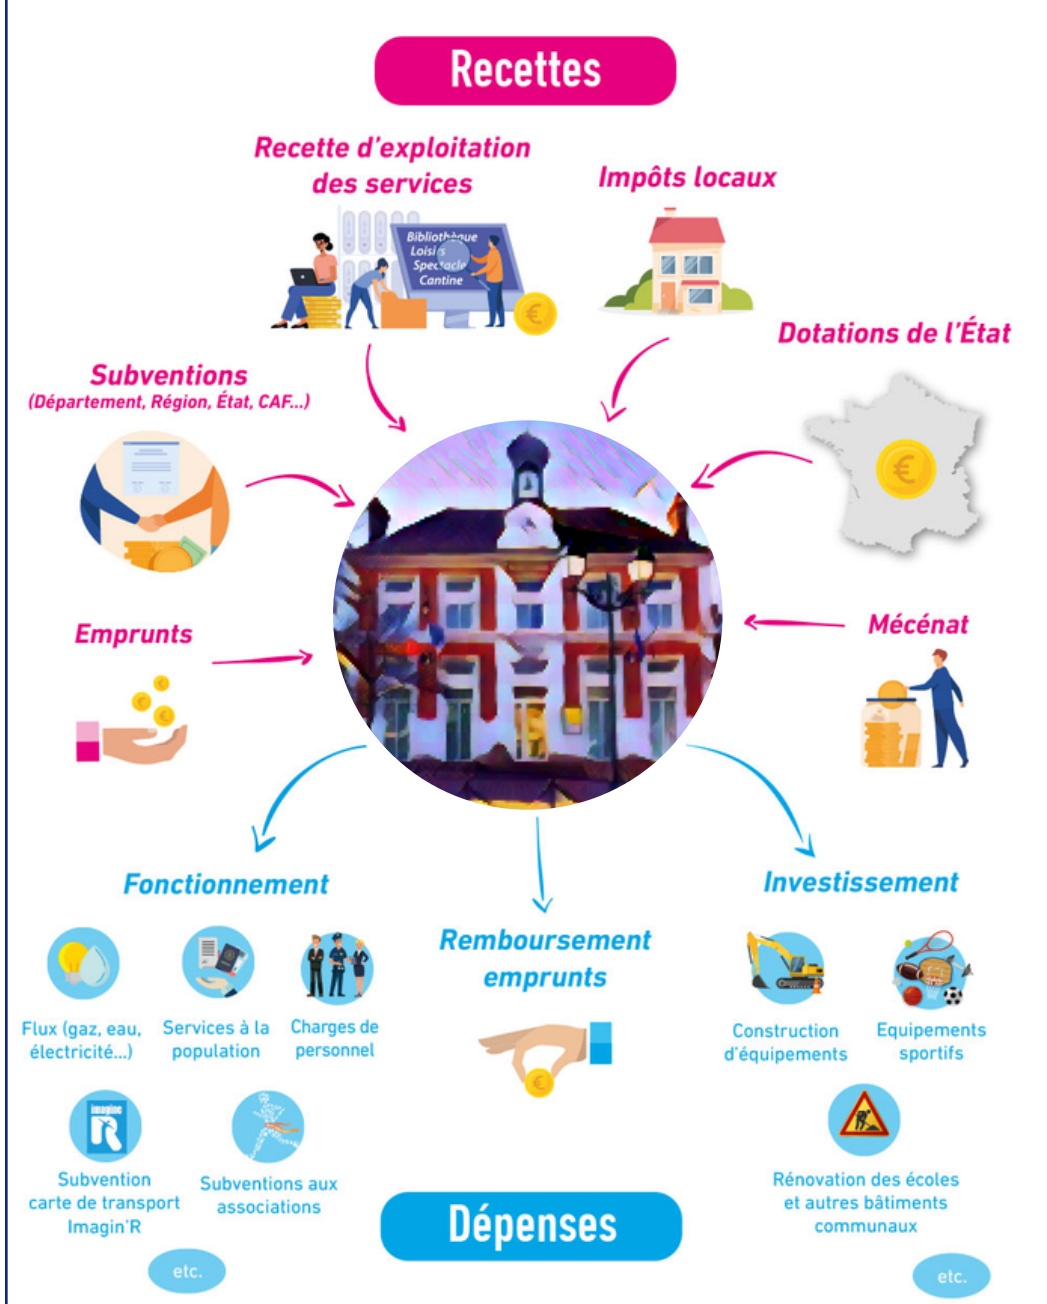 Recettes
Recette d'exploitation
des services
Impôts locaux
Bibliothèque
Loisirs
Spectacle
Cantine
Dotations de l'État
Subventions
(Département, Région, État, CAF...)
Emprunts
Mécénat
Fonctionnement
Investissement
Remboursement
emprunts
Flux (gaz, eau,
électricité...)
Services à la
population
Charges de
personnel
Construction
d'équipements
Equipements
sportifs
imagine
R
Subvention
carte de transport
Imagin'R
Subventions aux
associations
Rénovation des écoles
et autres bâtiments
communaux
Dépenses
etc.
etc.